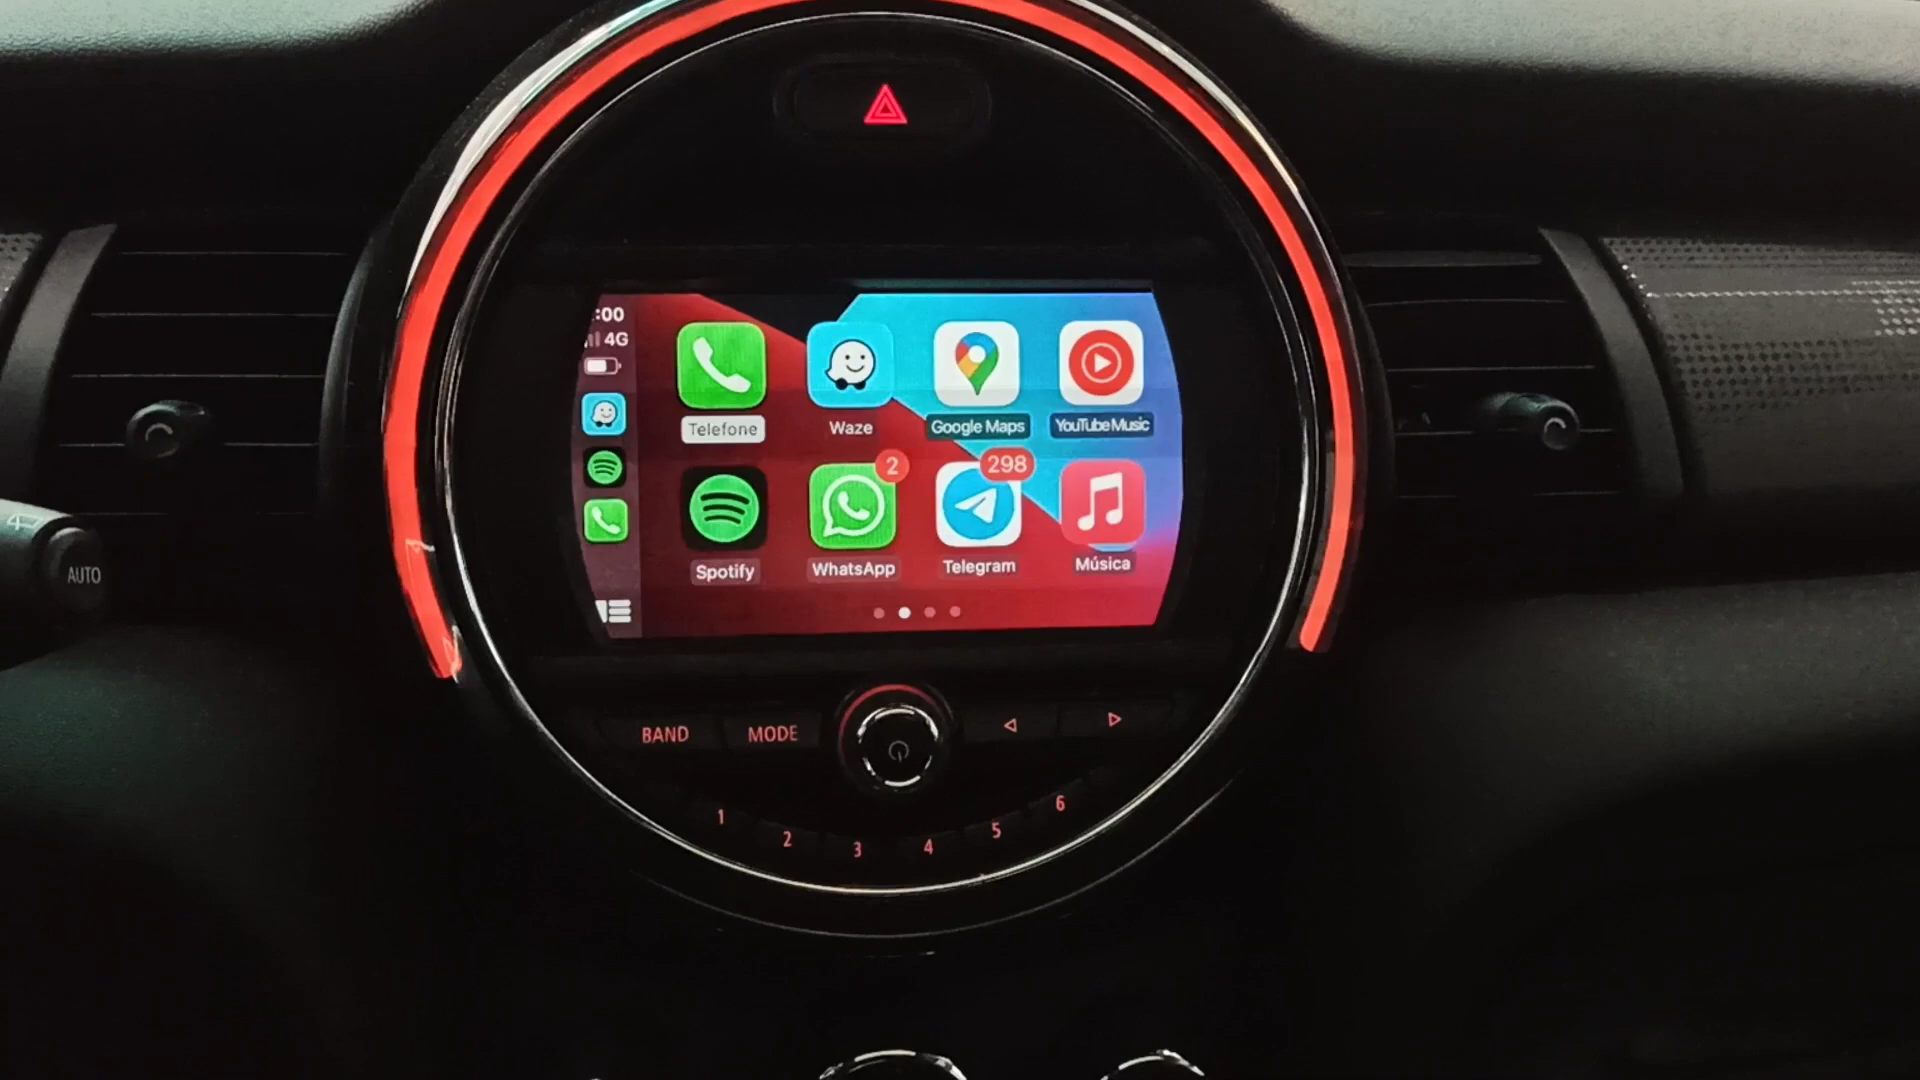 :00
4G
Telefone
Waze
Google Maps
YouTube Music
2
298
Spotify
WhatsApp
Telegram
Música
AUTO
BAND
MODE
1
2
3
4
5
6